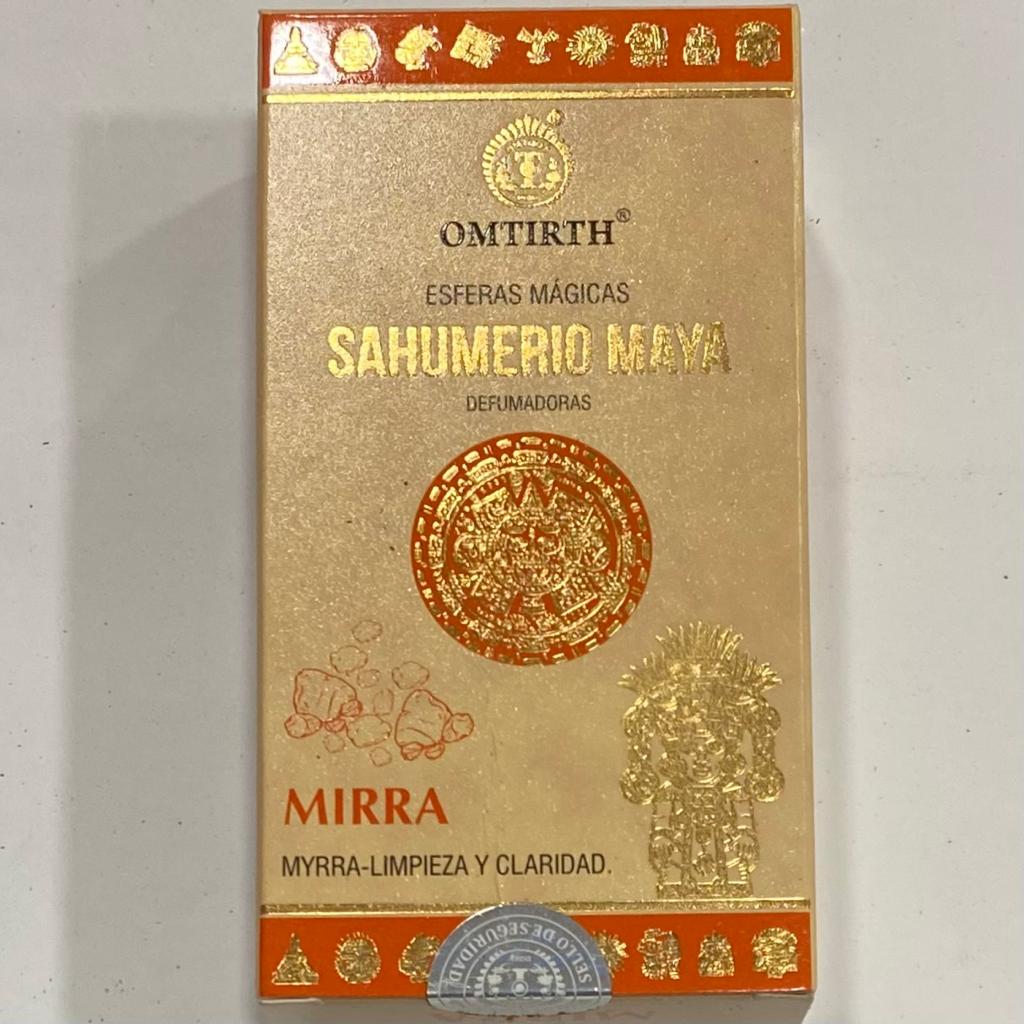 OMTIRTH®
ESFERAS MÁGICAS
SAHUMERIO MAYA
DEFUMADORAS
MIRRA
MYRRA-LIMPIEZA Y CLARIDAD.
SELLO DE SEGURIDAD